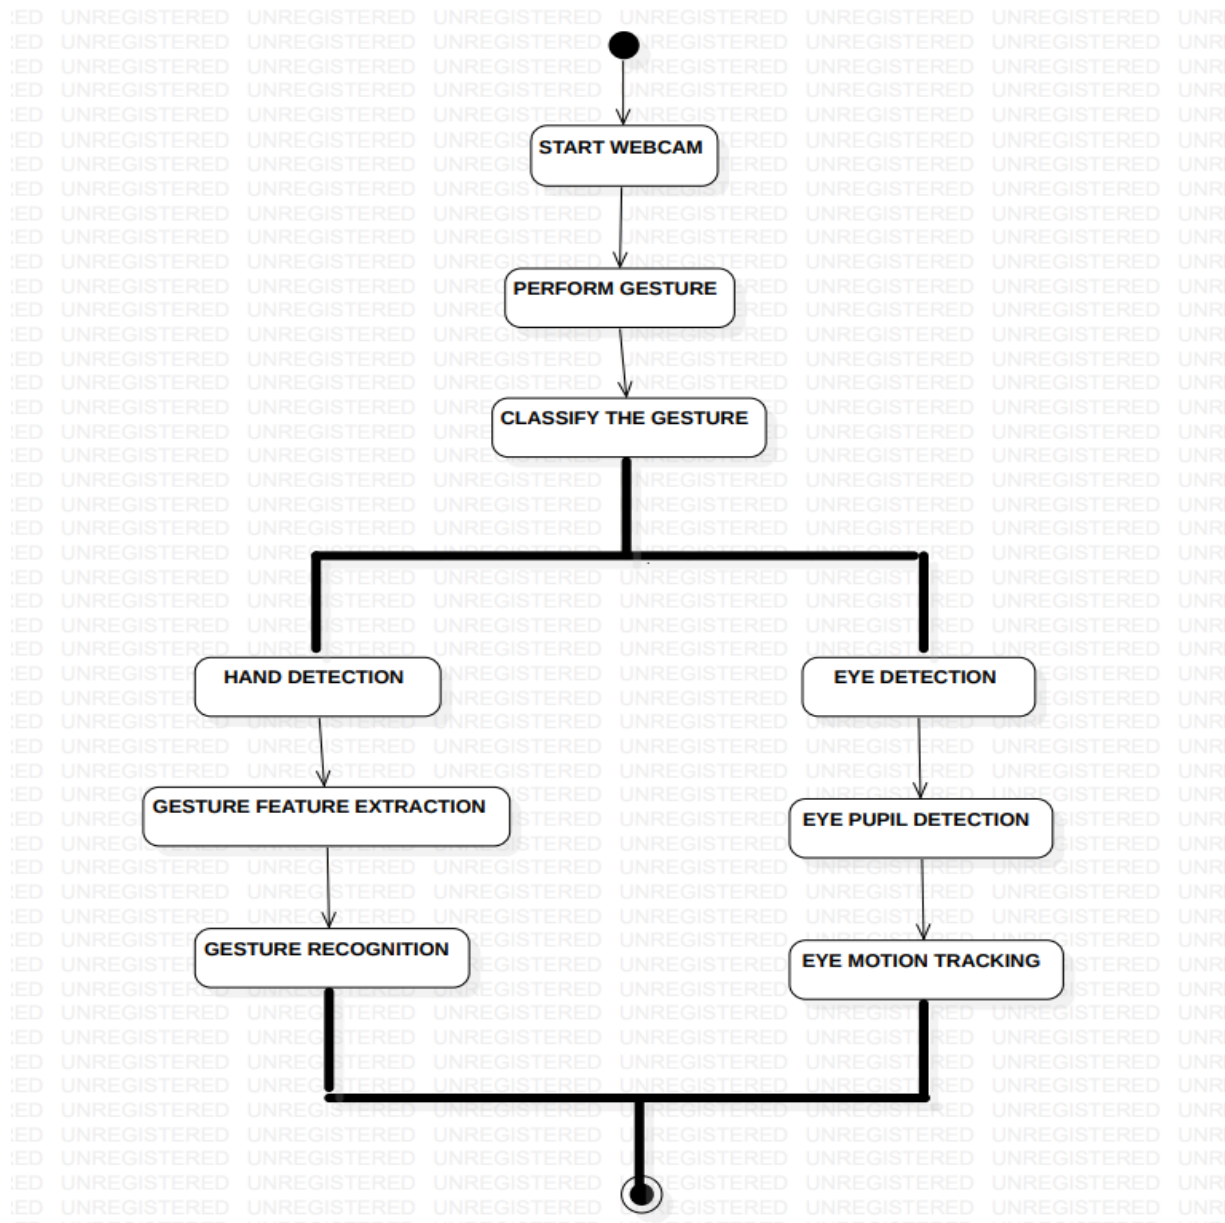 START WEBCAM
PERFORM GESTURE
CLASSIFY THE GESTURE
HAND DETECTION
EYE DETECTION
GESTURE FEATURE EXTRACTION
EYE PUPIL DETECTION
GESTURE RECOGNITION
EYE MOTION TRACKING
UNREGISTERED